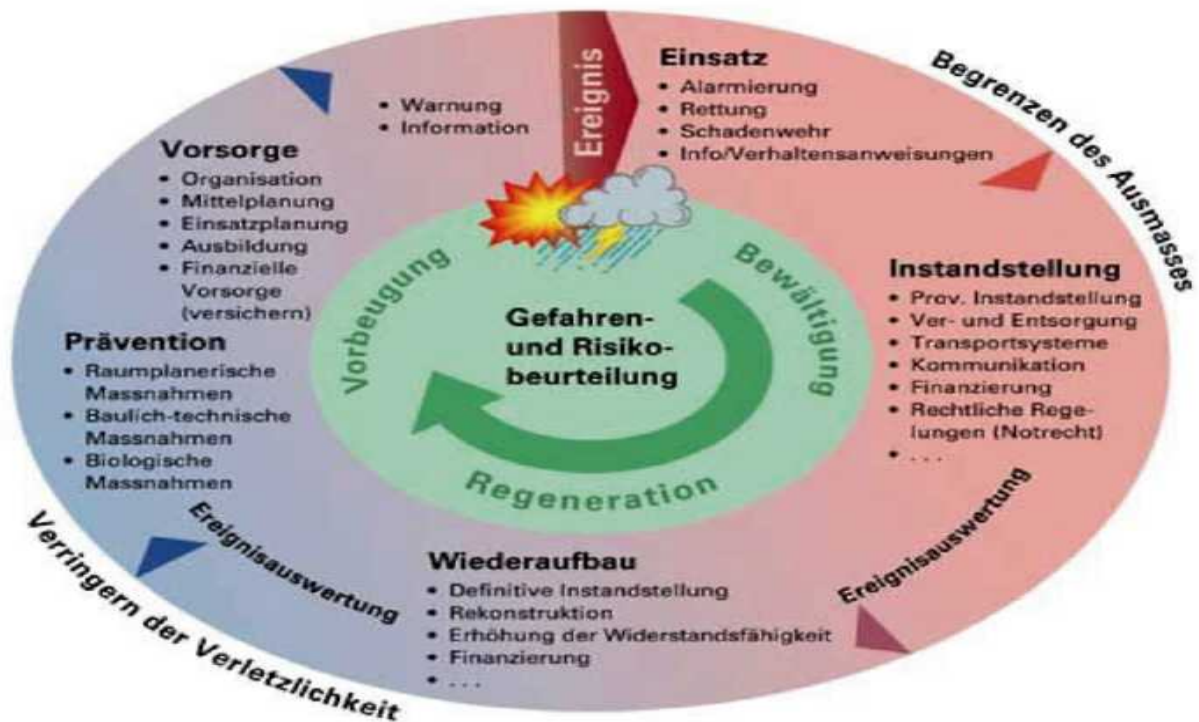 Ereignis
Einsatz
• Alarmierung
• Rettung
• Schadenwehr
• Info/Verhaltensanweisungen
Begrenzen des Ausmasses
Instandstellung
• Prov. Instandstellung
• Ver- und Entsorgung
• Transportsysteme
• Kommunikation
• Finanzierung
• Rechtliche Rege-
lungen (Notrecht)
• . . .
Ereignisauswertung
Wiederaufbau
• Definitive Instandstellung
• Rekonstruktion
• Erhöhung der Widerstandsfähigkeit
• Finanzierung
• . . .
Ereignisauswertung
Verringern der Verletzlichkeit
Prävention
• Raumplanerische
Massnahmen
• Baulich-technische
Massnahmen
• Biologische
Massnahmen
Vorsorge
• Organisation
• Mittelplanung
• Einsatzplanung
• Ausbildung
• Finanzielle
Vorsorge
(versichern)
• Warnung
• Information
Bewältigung
Regeneration
Vorbeugung
Gefahren-
und Risiko-
beurteilung